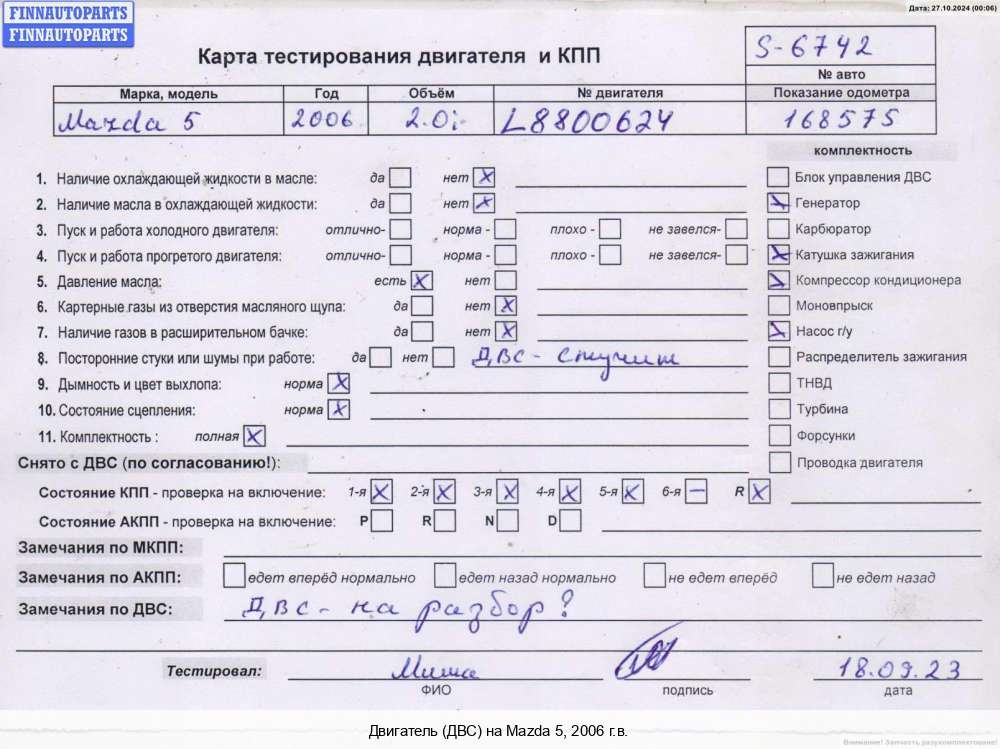 FINNAUTOPARTS
FINNAUTOPARTS
Дата: 27.10.2024 (00:06)
Карта тестирования двигателя и КПП
S-6742
№ авто
Марка, модель Год Объём № двигателя Показание одометра
Mazda 5 2006 2.0i L8800624 168575
комплектность
1. Наличие охлаждающей жидкости в масле: да нет X
Блок управления ДВС
2. Наличие масла в охлаждающей жидкости: да нет X
Генератор
3. Пуск и работа холодного двигателя: отлично- норма - плохо - не завелся-
Карбюратор
4. Пуск и работа прогретого двигателя: отлично- норма - плохо - не завелся-
Катушка зажигания
5. Давление масла: есть X нет
Компрессор кондиционера
6. Картерные газы из отверстия масляного щупа: да нет X
Моновпрыск
7. Наличие газов в расширительном бачке: да нет X
Насос г/у
8. Посторонние стуки или шумы при работе: да нет ДВС - стучит
Распределитель зажигания
9. Дымность и цвет выхлопа: норма X
ТНВД
10. Состояние сцепления: норма X
Турбина
11. Комплектность : полная X
Форсунки
Снято с ДВС (по согласованию!):
Проводка двигателя
Состояние КПП - проверка на включение: 1-я X 2-я X 3-я X 4-я X 5-я X 6-я — R X
Состояние АКПП - проверка на включение: P R N D
Замечания по МКПП:
Замечания по АКПП: едет вперёд нормально едет назад нормально не едет вперёд не едет назад
Замечания по ДВС: ДВС - на разбор?
Тестировал: Миша 18.09.23
ФИО подпись дата
Двигатель (ДВС) на Mazda 5, 2006 г.в.
Внимание! Запчасть разукомплектована!